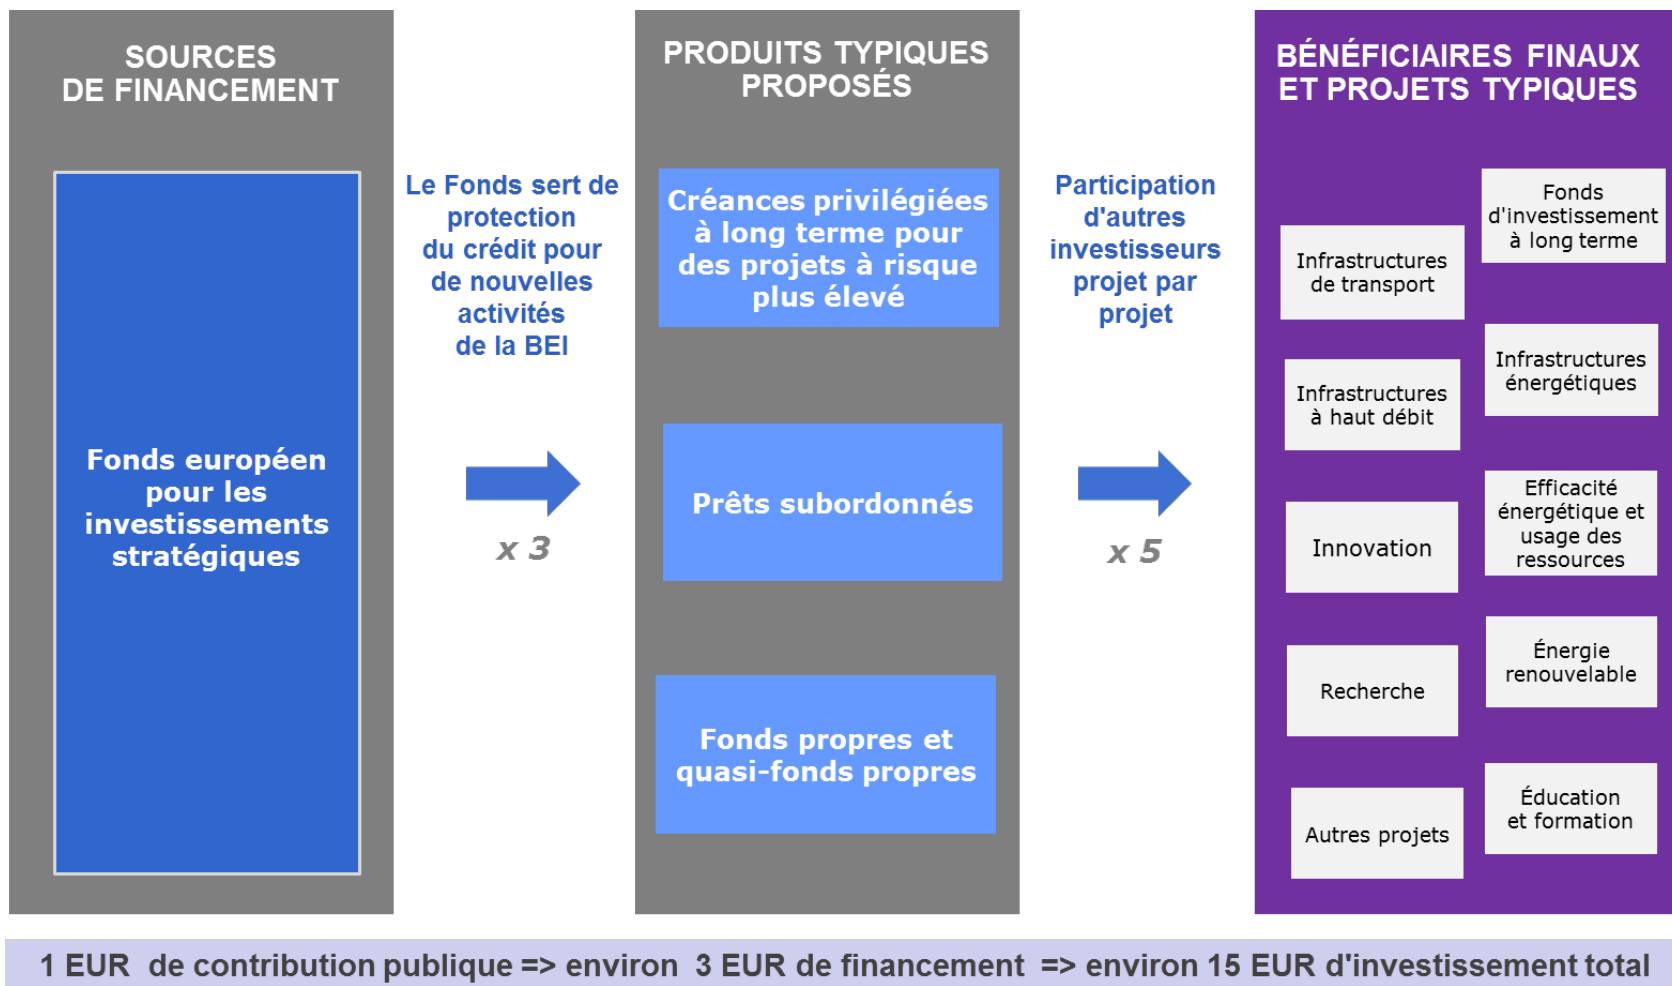 SOURCES
DE FINANCEMENT
Fonds européen
pour les
investissements
stratégiques
Le Fonds sert de
protection
du crédit pour
de nouvelles
activités
de la BEI
x 3
PRODUITS TYPIQUES
PROPOSÉS
Créances privilégiées
à long terme pour
des projets à risque
plus élevé
Prêts subordonnés
Fonds propres et
quasi-fonds propres
Participation
d'autres
investisseurs
projet par
projet
x 5
BÉNÉFICIAIRES FINAUX
ET PROJETS TYPIQUES
Fonds
d'investissement
à long terme
Infrastructures
de transport
Infrastructures
énergétiques
Infrastructures
à haut débit
Efficacité
énergétique et
usage des
ressources
Innovation
Énergie
renouvelable
Recherche
Éducation
et formation
Autres projets
1 EUR de contribution publique => environ 3 EUR de financement => environ 15 EUR d'investissement total